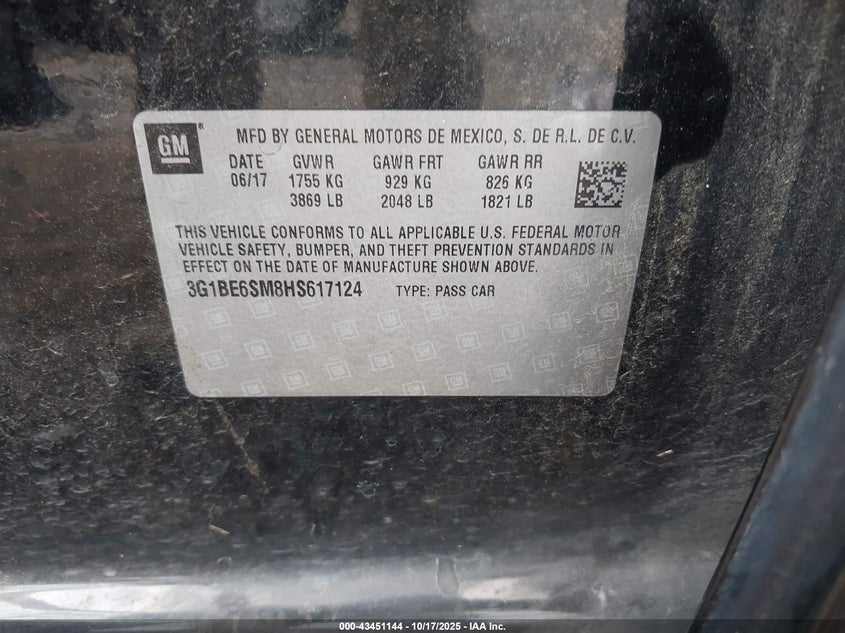 GM
MFD BY GENERAL MOTORS DE MEXICO, S. DE R.L. DE C.V.
DATE GVWR GAWR FRT GAWR RR
06/17 1755 KG 929 KG 826 KG
3869 LB 2048 LB 1821 LB
THIS VEHICLE CONFORMS TO ALL APPLICABLE U.S. FEDERAL MOTOR
VEHICLE SAFETY, BUMPER, AND THEFT PREVENTION STANDARDS IN
EFFECT ON THE DATE OF MANUFACTURE SHOWN ABOVE.
3G1BE6SM8HS617124 TYPE: PASS CAR
000-43451144 - 10/17/2025 - IAA Inc.